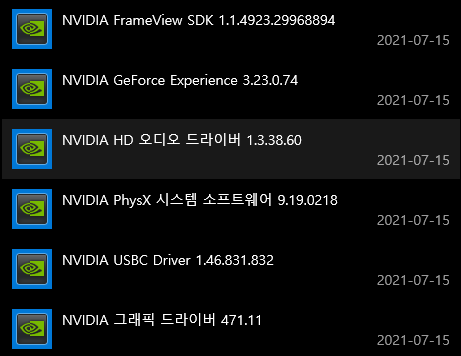 NVIDIA FrameView SDK 1.1.4923.29968894
2021-07-15
NVIDIA GeForce Experience 3.23.0.74
2021-07-15
NVIDIA HD 오디오 드라이버 1.3.38.60
2021-07-15
NVIDIA PhysX 시스템 소프트웨어 9.19.0218
2021-07-15
NVIDIA USBC Driver 1.46.831.832
2021-07-15
NVIDIA 그래픽 드라이버 471.11
2021-07-15